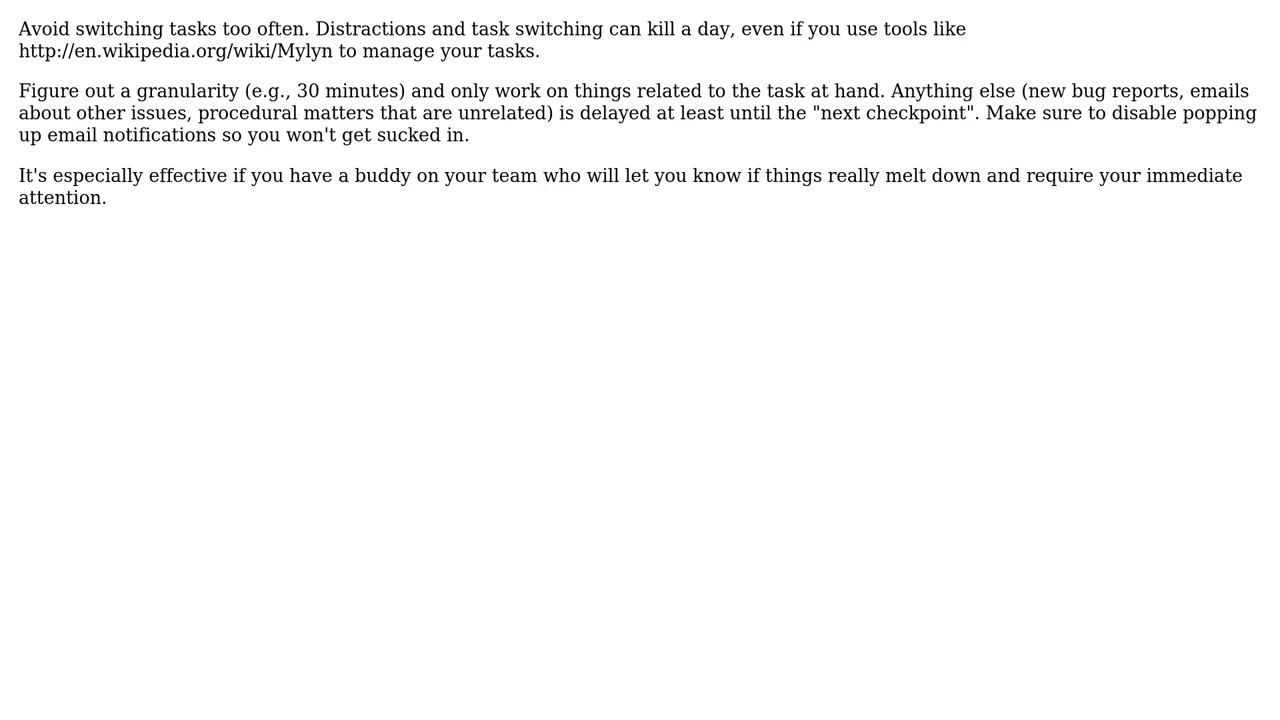 Avoid switching tasks too often. Distractions and task switching can kill a day, even if you use tools like
http://en.wikipedia.org/wiki/Mylyn to manage your tasks.
Figure out a granularity (e.g., 30 minutes) and only work on things related to the task at hand. Anything else (new bug reports, emails
about other issues, procedural matters that are unrelated) is delayed at least until the "next checkpoint". Make sure to disable popping
up email notifications so you won't get sucked in.
It's especially effective if you have a buddy on your team who will let you know if things really melt down and require your immediate
attention.